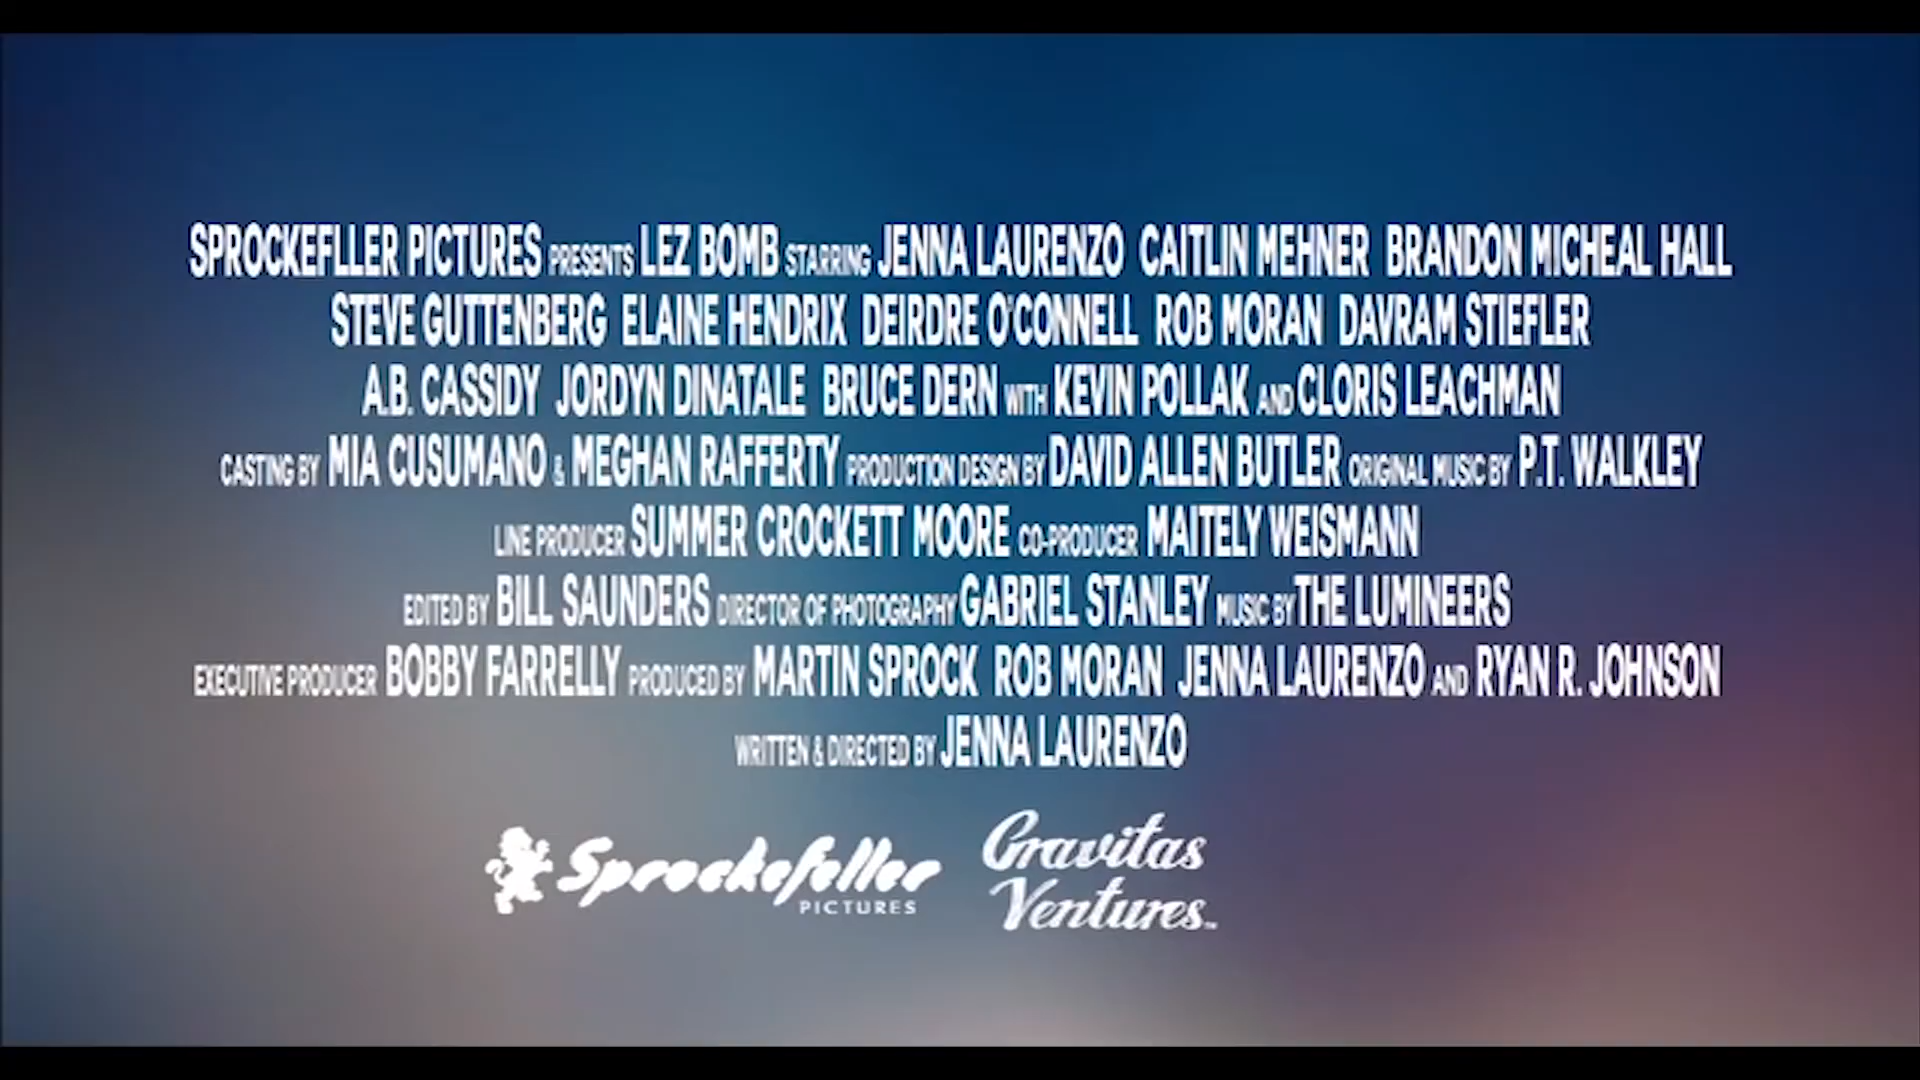 SPROCKEFLLER PICTURES PRESENTS LEZ BOMB STARRING JENNA LAURENZO CAITLIN MEHNER BRANDON MICHEAL HALL
STEVE GUTTENBERG ELAINE HENDRIX DEIRDRE O'CONNELL ROB MORAN DAVRAM STIEFLER
A.B. CASSIDY JORDYN DINATALE BRUCE DERN WITH KEVIN POLLAK AND CLORIS LEACHMAN
CASTING BY MIA CUSUMANO & MEGHAN RAFFERTY PRODUCTION DESIGN BY DAVID ALLEN BUTLER ORIGINAL MUSIC BY P.T. WALKLEY
LINE PRODUCER SUMMER CROCKETT MOORE CO-PRODUCER MAITELY WEISMANN
EDITED BY BILL SAUNDERS DIRECTOR OF PHOTOGRAPHY GABRIEL STANLEY MUSIC BY THE LUMINEERS
EXECUTIVE PRODUCER BOBBY FARRELLY PRODUCED BY MARTIN SPROCK ROB MORAN JENNA LAURENZO AND RYAN R. JOHNSON
WRITTEN & DIRECTED BY JENNA LAURENZO
Sprockefeller
PICTURES
Gravitas
Ventures™